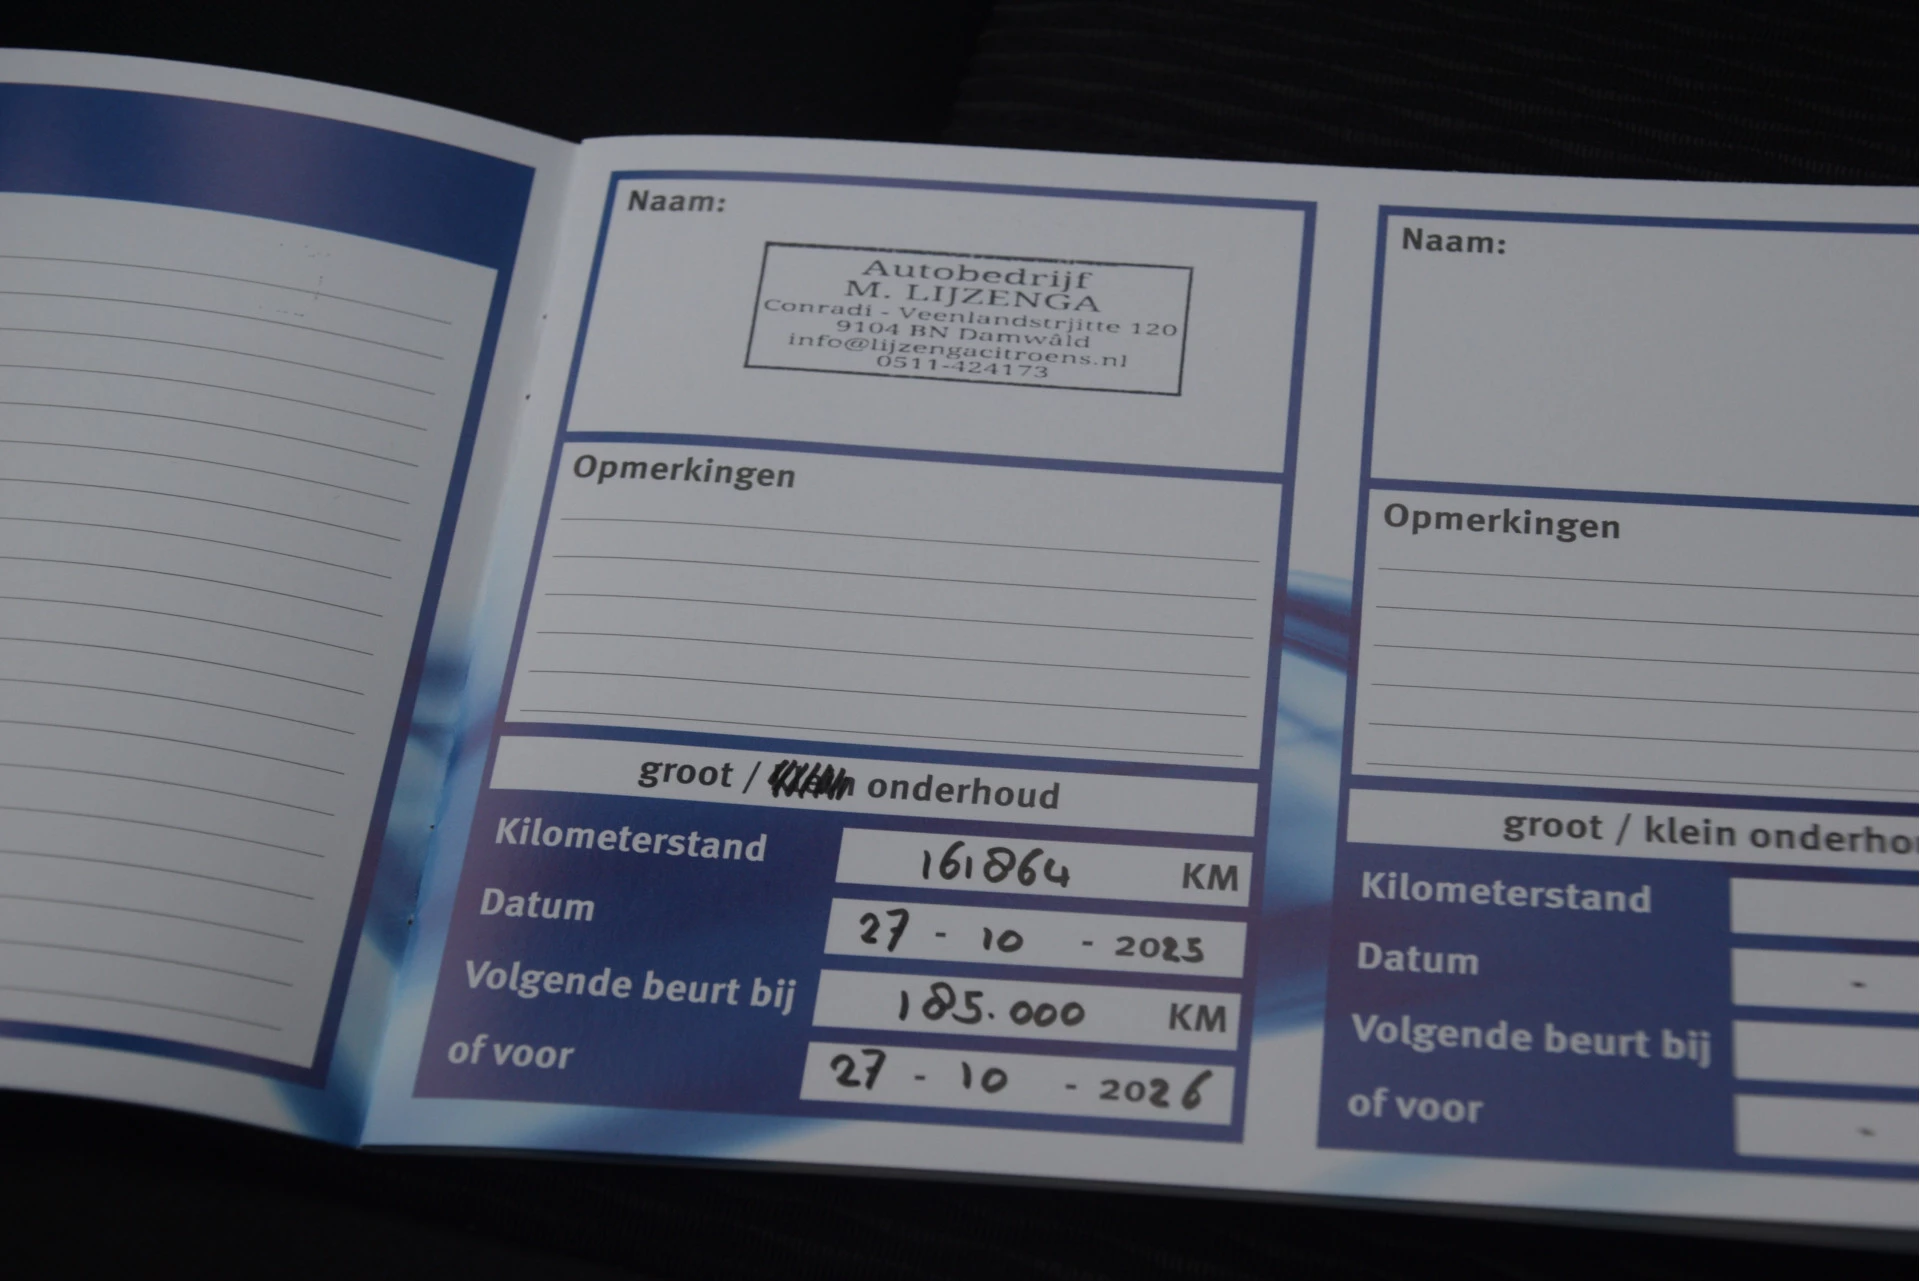 Naam:
Autobedrijf
M. LIJZENGA
Conradi - Veenlandstrjitte 120
9104 BN Damwâld
info@lijzengacitroens.nl
0511-424173
Opmerkingen
groot / klein onderhoud
Kilometerstand 161864 KM
Datum 27 - 10 - 2025
Volgende beurt bij 185.000 KM
of voor 27 - 10 - 2026
Naam:
Opmerkingen
groot / klein onderhou
Kilometerstand
Datum -
Volgende beurt bij
of voor -